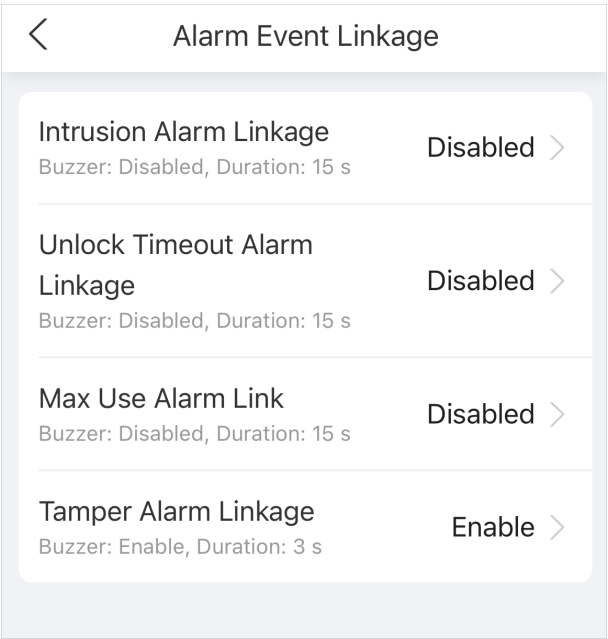 Alarm Event Linkage
Intrusion Alarm Linkage
Disabled
Buzzer: Disabled, Duration: 15 s
Unlock Timeout Alarm
Linkage
Disabled
Buzzer: Disabled, Duration: 15 s
Max Use Alarm Link
Disabled
Buzzer: Disabled, Duration: 15 s
Tamper Alarm Linkage
Enable
Buzzer: Enable, Duration: 3 s